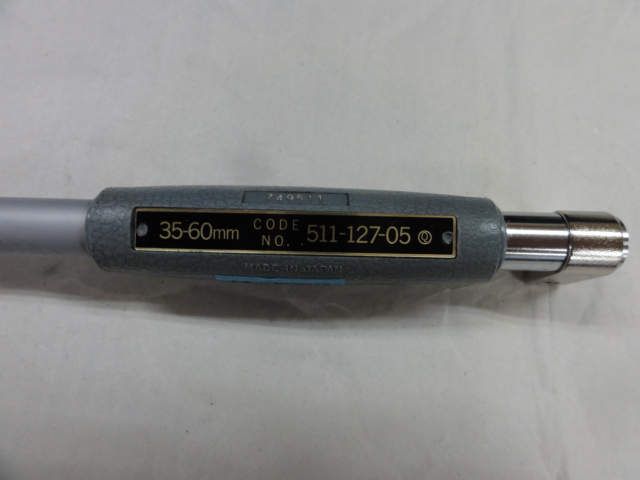 749511
35-60mm CODE NO. 511-127-05 Q
MADE IN JAPAN